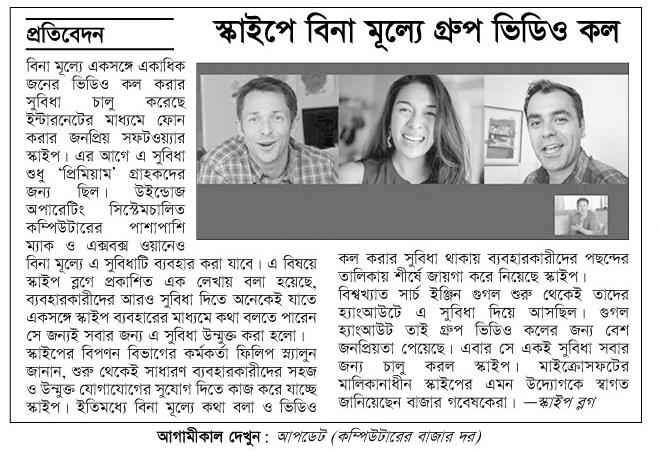 প্রতিবেদন
স্কাইপে বিনা মূল্যে গ্রুপ ভিডিও কল
বিনা মূল্যে একসঙ্গে একাধিক
জনের ভিডিও কল করার
সুবিধা চালু করেছে
ইন্টারনেটের মাধ্যমে ফোন
করার জনপ্রিয় সফটওয়্যার
স্কাইপ। এর আগে এ সুবিধা
শুধু ‘প্রিমিয়াম’ গ্রাহকদের
জন্য ছিল। উইন্ডোজ
অপারেটিং সিস্টেমচালিত
কম্পিউটারের পাশাপাশি
ম্যাক ও এক্সবক্স ওয়ানেও
বিনা মূল্যে এ সুবিধাটি ব্যবহার করা যাবে। এ বিষয়ে
স্কাইপ ব্লগে প্রকাশিত এক লেখায় বলা হয়েছে,
ব্যবহারকারীদের আরও সুবিধা দিতে অনেকেই যাতে
একসঙ্গে স্কাইপ ব্যবহারের মাধ্যমে কথা বলতে পারেন
সে জন্যই সবার জন্য এ সুবিধা উন্মুক্ত করা হলো।
স্কাইপের বিপণন বিভাগের কর্মকর্তা ফিলিপ স্ন্যালুন
জানান, শুরু থেকেই সাধারণ ব্যবহারকারীদের সহজ
ও উন্মুক্ত যোগাযোগের সুযোগ দিতে কাজ করে যাচ্ছে
স্কাইপ। ইতিমধ্যে বিনা মূল্যে কথা বলা ও ভিডিও
কল করার সুবিধা থাকায় ব্যবহারকারীদের পছন্দের
তালিকায় শীর্ষে জায়গা করে নিয়েছে স্কাইপ।
বিশ্বখ্যাত সার্চ ইঞ্জিন গুগল শুরু থেকেই তাদের
হ্যাংআউটে এ সুবিধা দিয়ে আসছিল। গুগল
হ্যাংআউট তাই গ্রুপ ভিডিও কলের জন্য বেশ
জনপ্রিয়তা পেয়েছে। এবার সে একই সুবিধা সবার
জন্য চালু করল স্কাইপ। মাইক্রোসফটের
মালিকানাধীন স্কাইপের এমন উদ্যোগকে স্বাগত
জানিয়েছেন বাজার গবেষকেরা। —স্কাইপ ব্লগ
আগামীকাল দেখুন : আপডেট (কম্পিউটারের বাজার দর)